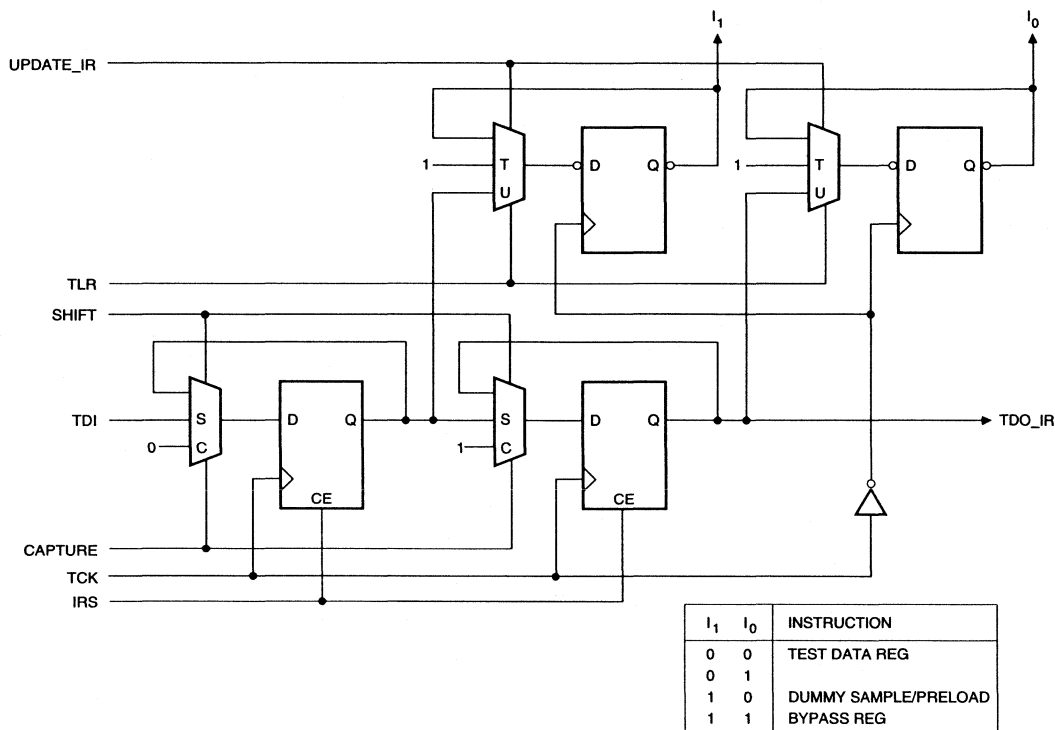 I1 I0
UPDATE_IR
1 T U D Q 1 T U D Q
TLR
SHIFT
TDI S D Q S D Q TDO_IR
0 C 1 C
CE CE
CAPTURE
TCK
IRS
I1 I0 INSTRUCTION
0 0 TEST DATA REG
0 1
1 0 DUMMY SAMPLE/PRELOAD
1 1 BYPASS REG